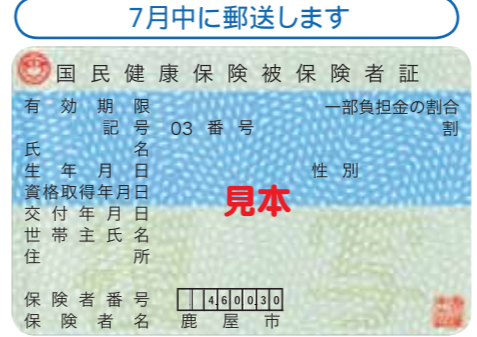 7月中に郵送します
国民健康保険被保険者証
有効期限 一部負担金の割合
記号 03 番号 割
氏名
生年月日 性別
資格取得年月日
見本
交付年月日
世帯主氏名
住所
保険者番号 460030
保険者名 鹿屋市